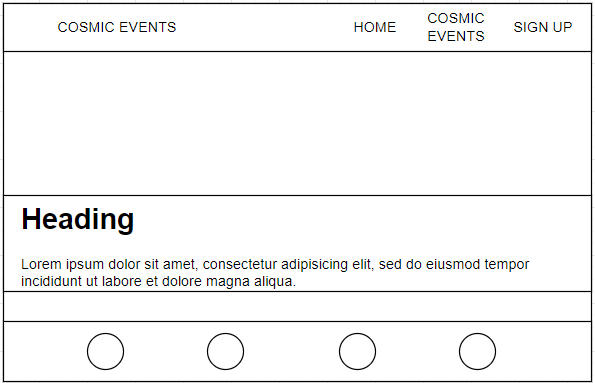 COSMIC EVENTS
HOME
COSMIC
EVENTS
SIGN UP
Heading
Lorem ipsum dolor sit amet, consectetur adipisicing elit, sed do eiusmod tempor
incididunt ut labore et dolore magna aliqua.